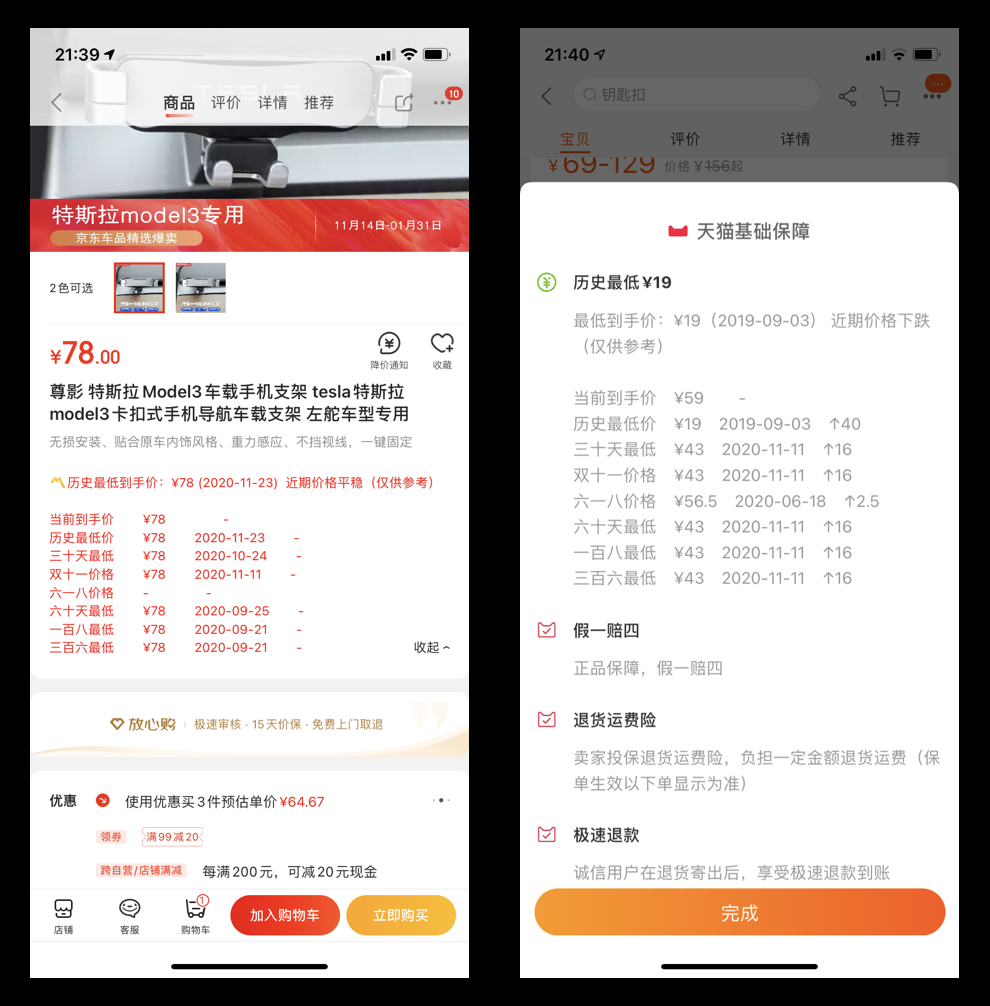 21:39
商品 评价 详情 推荐
10
特斯拉model3专用
京东车品精选爆卖
11月14日-01月31日
2色可选
¥78.00
降价通知
收藏
尊影 特斯拉Model3车载手机支架 tesla特斯拉
model3卡扣式手机导航车载支架 左舵车型专用
无损安装、贴合原车内饰风格、重力感应、不挡视线，一键固定
历史最低到手价：¥78 (2020-11-23) 近期价格平稳（仅供参考）
当前到手价 ¥78 -
历史最低价 ¥78 2020-11-23 -
三十天最低 ¥78 2020-10-24 -
双十一价格 ¥78 2020-11-11 -
六一八价格 - -
六十天最低 ¥78 2020-09-25 -
一百八最低 ¥78 2020-09-21 -
三百六最低 ¥78 2020-09-21 -
收起
放心购 极速审核 · 15天价保 · 免费上门取退
优惠 使用优惠买3件预估单价¥64.67
领券 满99减20
跨自营/店铺满减 每满200元，可减20元现金
店铺
客服
购物车
1
加入购物车
立即购买
21:40
钥匙扣
宝贝 评价 详情 推荐
¥69-129 价格 ¥156起
天猫基础保障
历史最低¥19
最低到手价：¥19（2019-09-03） 近期价格下跌
（仅供参考）
当前到手价 ¥59 -
历史最低价 ¥19 2019-09-03 ↑40
三十天最低 ¥43 2020-11-11 ↑16
双十一价格 ¥43 2020-11-11 ↑16
六一八价格 ¥56.5 2020-06-18 ↑2.5
六十天最低 ¥43 2020-11-11 ↑16
一百八最低 ¥43 2020-11-11 ↑16
三百六最低 ¥43 2020-11-11 ↑16
假一赔四
正品保障，假一赔四
退货运费险
卖家投保退货运费险，负担一定金额退货运费（保
单生效以下单显示为准）
极速退款
诚信用户在退货寄出后，享受极速退款到账
完成